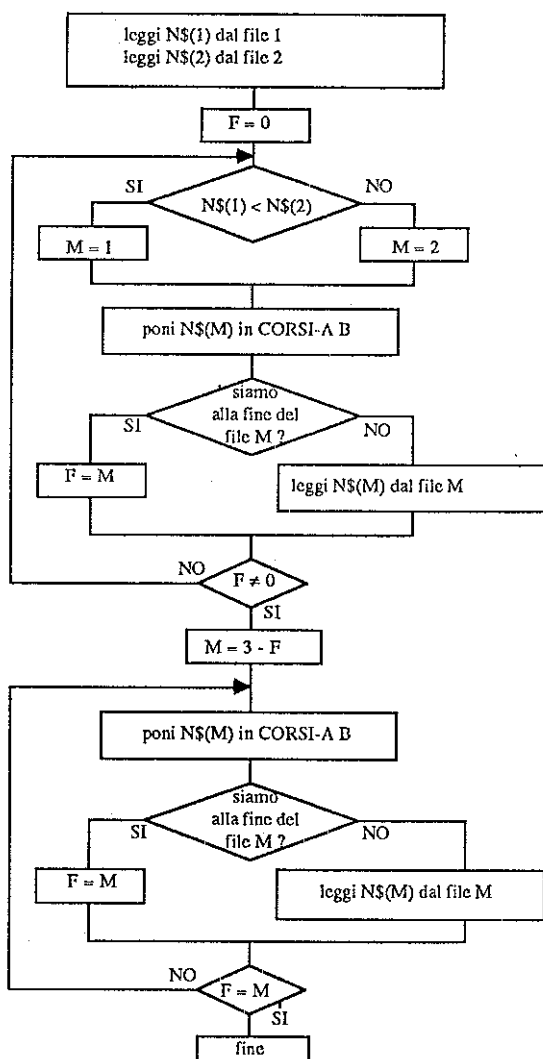 leggi N$(1) dal file 1
leggi N$(2) dal file 2
F = 0
SI
NO
N$(1) < N$(2)
M = 1
M = 2
poni N$(M) in CORSI-A B
siamo
alla fine del
file M ?
SI
NO
F = M
leggi N$(M) dal file M
NO
F ≠ 0
SI
M = 3 - F
poni N$(M) in CORSI-A B
siamo
alla fine del
file M ?
SI
NO
F = M
leggi N$(M) dal file M
NO
F = M
SI
fine